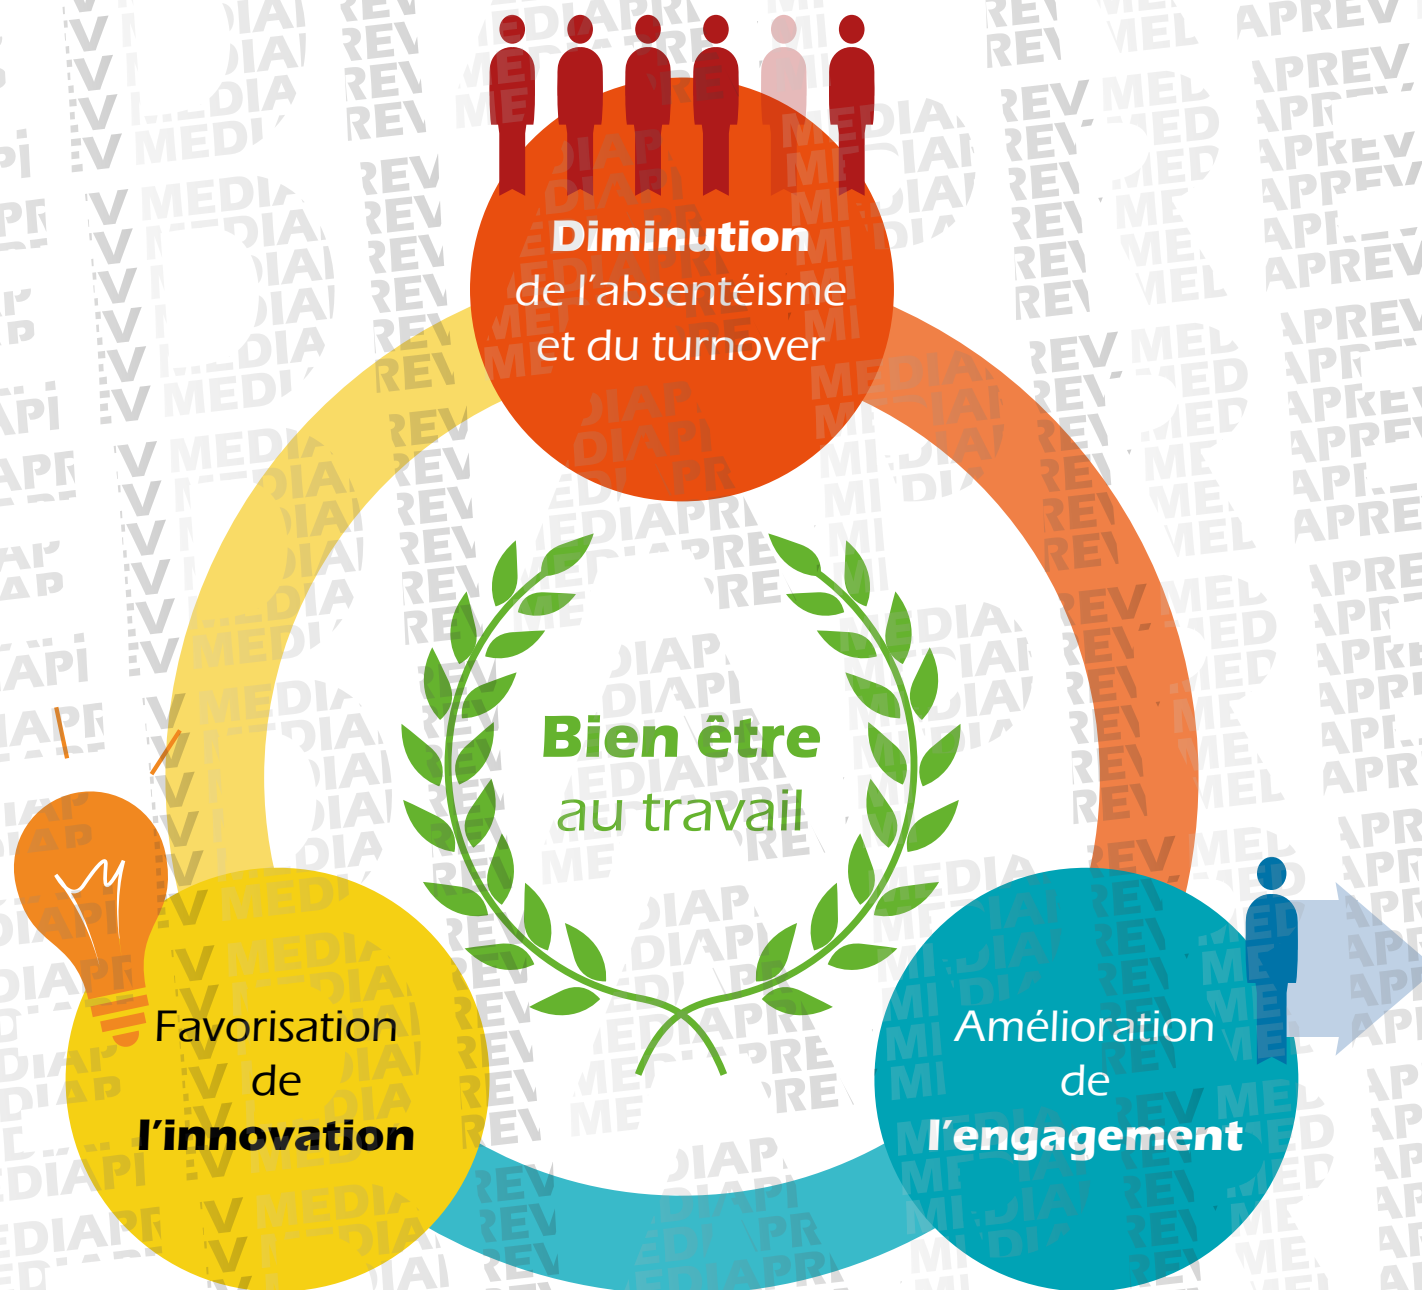 Diminution
de l’absentéisme
et du turnover
Bien être
au travail
Favorisation
de
l’innovation
Amélioration
de
l’engagement